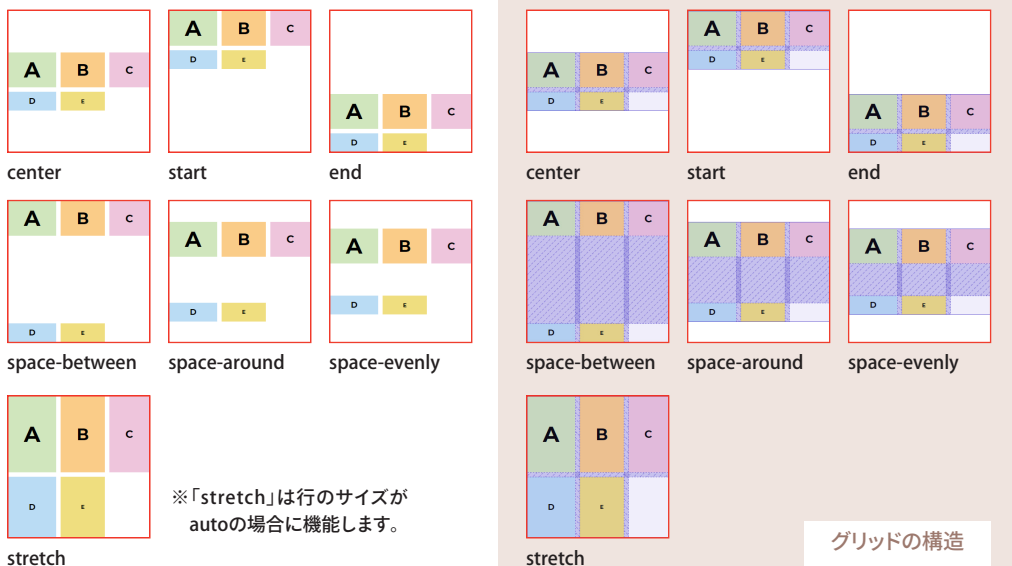 A B C A B C
D E D E
A B C A B C
D E D E
A B C A B C
D E D E
center start end center start end
A B C A B C
D E D E
A B C A B C
D E D E
A B C A B C
D E D E
space-between space-around space-evenly space-between space-around space-evenly
A B C A B C
D E D E
※「stretch」は行のサイズが
autoの場合に機能します。
stretch stretch
グリッドの構造